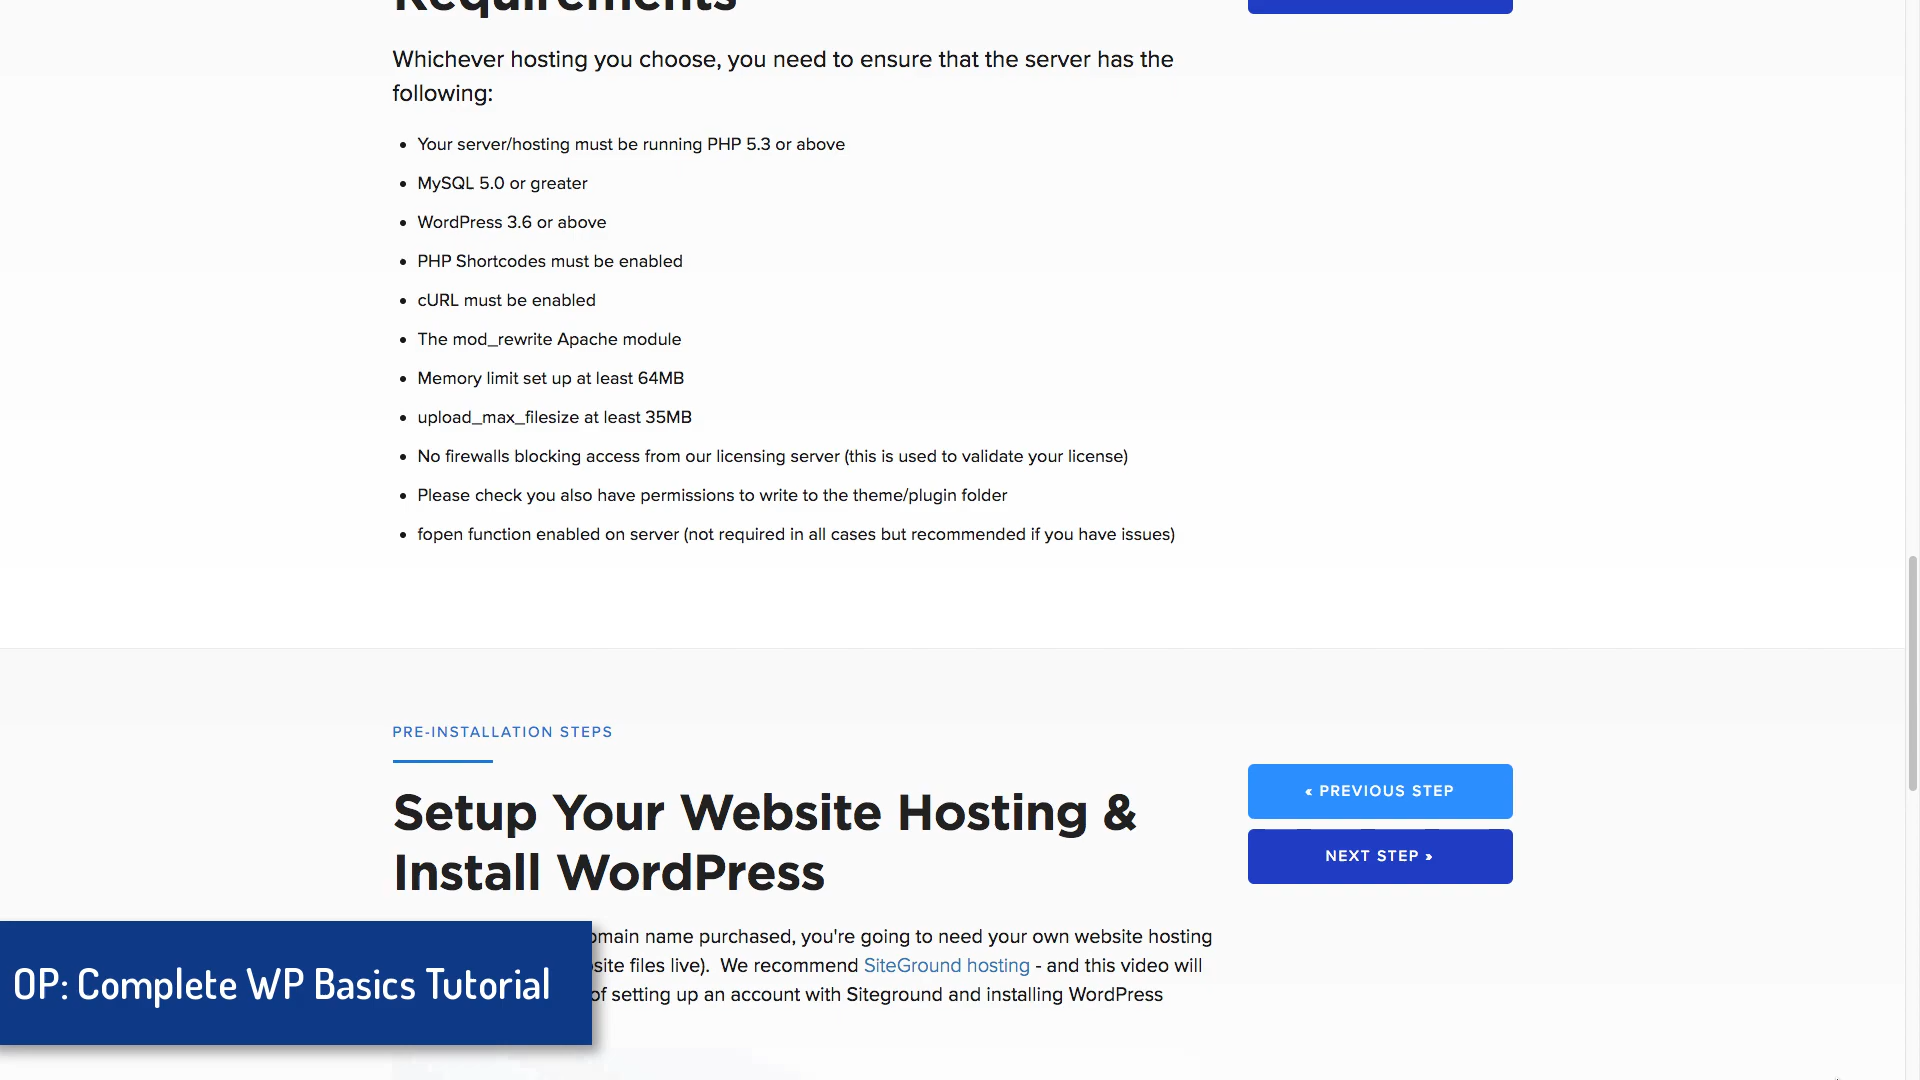 Requirements
Whichever hosting you choose, you need to ensure that the server has the
following:
• Your server/hosting must be running PHP 5.3 or above
• MySQL 5.0 or greater
• WordPress 3.6 or above
• PHP Shortcodes must be enabled
• cURL must be enabled
• The mod_rewrite Apache module
• Memory limit set up at least 64MB
• upload_max_filesize at least 35MB
• No firewalls blocking access from our licensing server (this is used to validate your license)
• Please check you also have permissions to write to the theme/plugin folder
• fopen function enabled on server (not required in all cases but recommended if you have issues)
PRE-INSTALLATION STEPS
Setup Your Website Hosting &
Install WordPress
« PREVIOUS STEP
NEXT STEP »
name purchased, you're going to need your own website hosting
files live). We recommend SiteGround hosting - and this video will
of setting up an account with Siteground and installing WordPress
OP: Complete WP Basics Tutorial